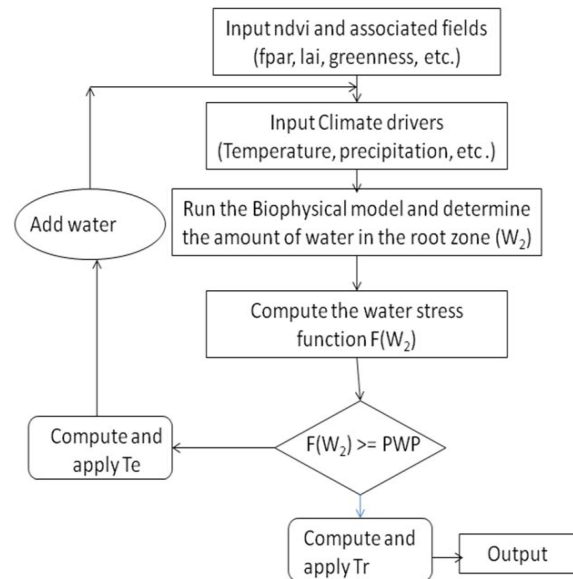 Input ndvi and associated fields
(fpar, lai, greenness, etc.)
Input Climate drivers
(Temperature, precipitation, etc.)
Add water
Run the Biophysical model and determine
the amount of water in the root zone (W₂)
Compute the water stress
function F(W₂)
Compute and
apply Te
F(W₂) >= PWP
Compute and
apply Tr
Output